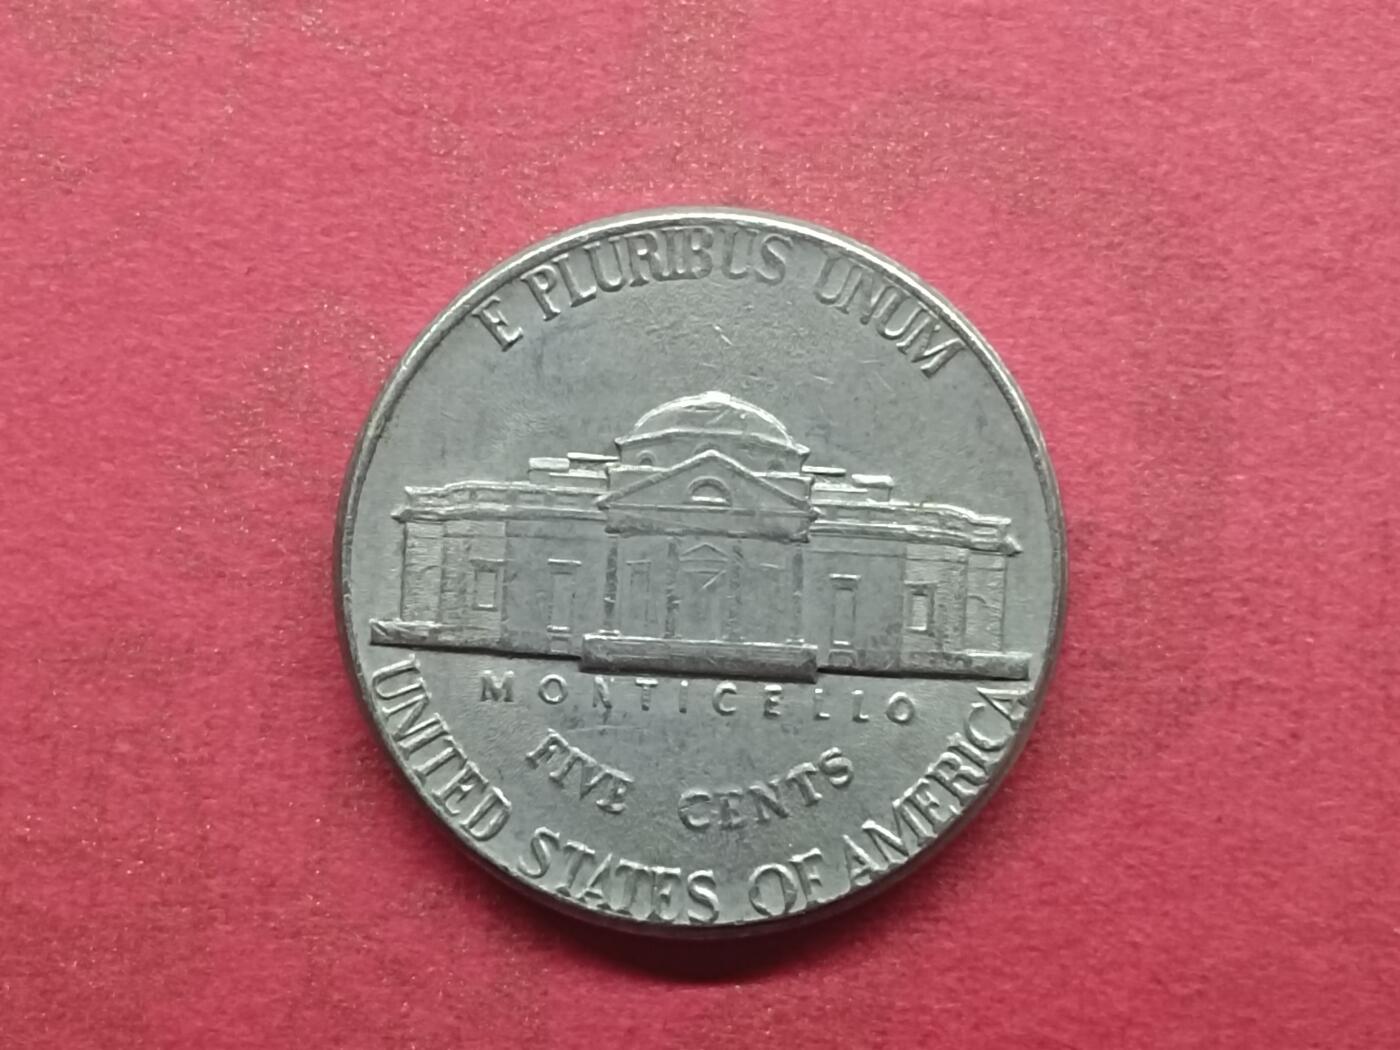 E PLURIBUS UNUM
MONTICELLO
FIVE CENTS
UNITED STATES OF AMERICA